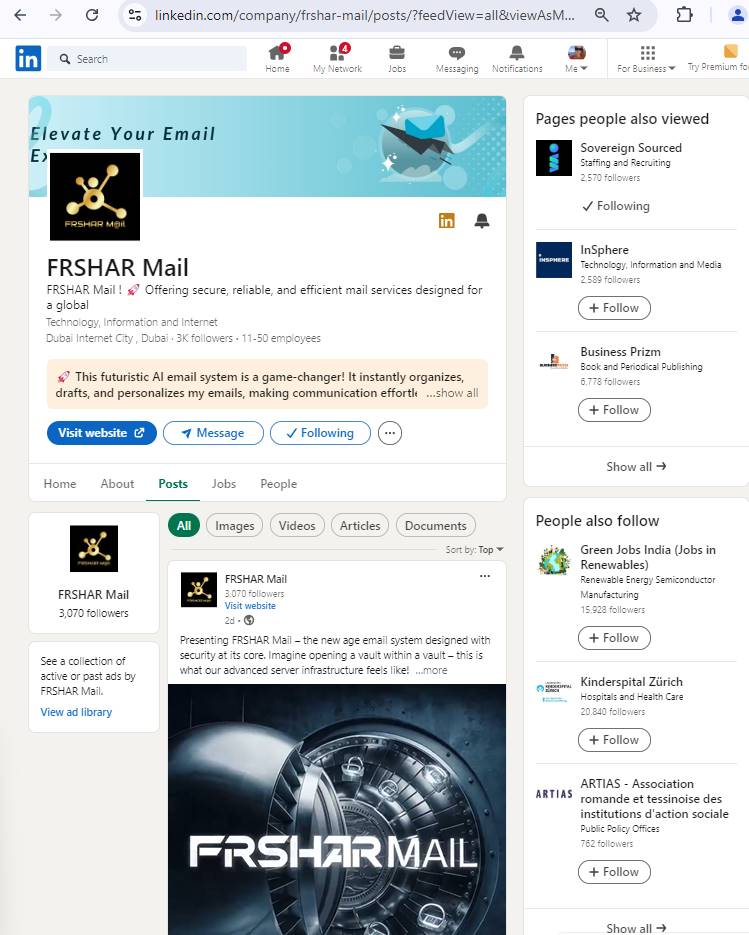 linkedin.com/company/frshar-mail/posts/?feedView=all&viewAsM...
in
Search
Home
4
My Network
Jobs
Messaging
Notifications
Me
For Business
Try Premium fo
Elevate Your Email
Ex
FRSHAR M@il
in
FRSHAR Mail
FRSHAR Mail ! 🚀 Offering secure, reliable, and efficient mail services designed for
a global
Technology, Information and Internet
Dubai Internet City , Dubai · 3K followers · 11-50 employees
🚀 This futuristic AI email system is a game-changer! It instantly organizes,
drafts, and personalizes my emails, making communication effortle ...show all
Visit website
Message
Following
Home
About
Posts
Jobs
People
FRSHAR Mail
3,070 followers
See a collection of
active or past ads by
FRSHAR Mail.
View ad library
All
Images
Videos
Articles
Documents
Sort by: Top
FRSHAR Mail
3,070 followers
Visit website
2d •
Presenting FRSHAR Mail – the new age email system designed with
security at its core. Imagine opening a vault within a vault – this is
what our advanced server infrastructure feels like! ...more
FRSHAR MAIL
Pages people also viewed
Sovereign Sourced
Staffing and Recruiting
2,570 followers
Following
INSPHERE
InSphere
Technology, Information and Media
2,589 followers
+ Follow
Business Prizm
Book and Periodical Publishing
6,778 followers
+ Follow
Show all →
People also follow
Green Jobs India (Jobs in
Renewables)
Renewable Energy Semiconductor
Manufacturing
15,928 followers
+ Follow
KINDERSPITAL
ZÜRICH
Kinderspital Zürich
Hospitals and Health Care
20,840 followers
+ Follow
ARTIAS
ARTIAS - Association
romande et tessinoise des
institutions d'action sociale
Public Policy Offices
762 followers
+ Follow
Show all →